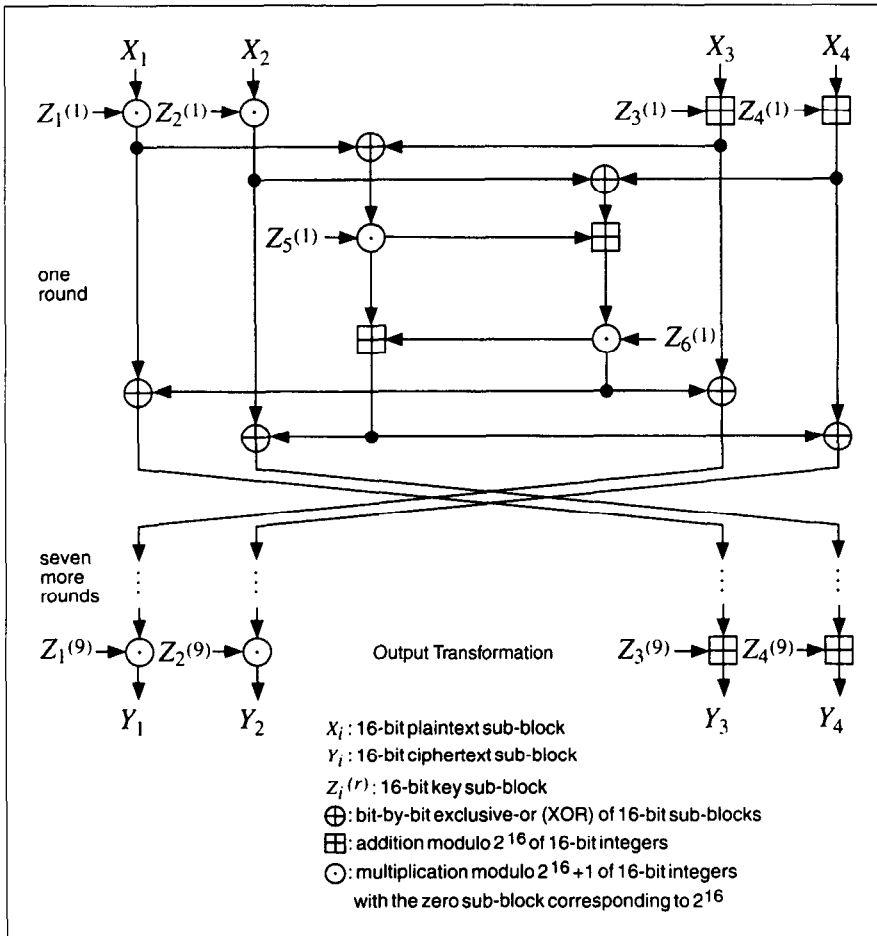 X1 X2 X3 X4
Z1(1) Z2(1) Z3(1) Z4(1)
Z5(1)
one
round
Z6(1)
seven
more
rounds
Z1(9) Z2(9) Output Transformation Z3(9) Z4(9)
Y1 Y2 Y3 Y4
Xi : 16-bit plaintext sub-block
Yi : 16-bit ciphertext sub-block
Zi(r) : 16-bit key sub-block
⊕: bit-by-bit exclusive-or (XOR) of 16-bit sub-blocks
⊞: addition modulo 2^16 of 16-bit integers
⊙: multiplication modulo 2^16+1 of 16-bit integers
with the zero sub-block corresponding to 2^16